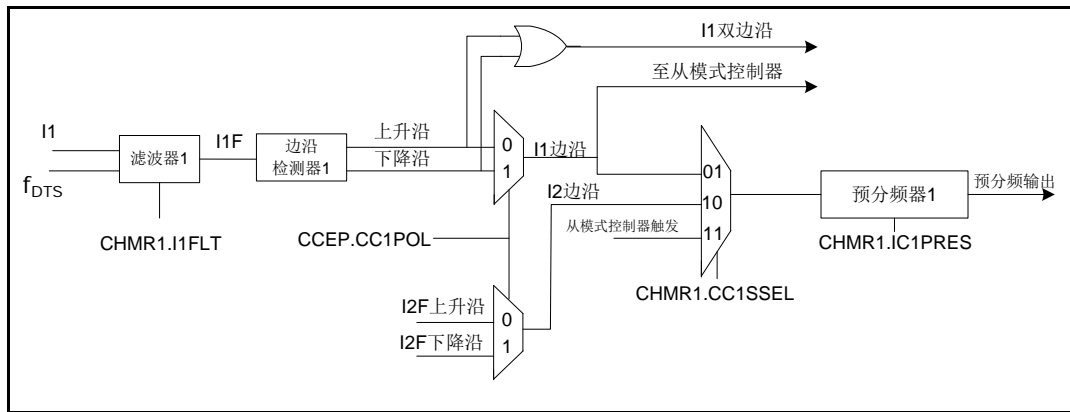 I1双边沿
至从模式控制器
I1
f_DTS
滤波器1
I1F
边沿
检测器1
上升沿
下降沿
0
1
I1边沿
I2边沿
从模式控制器触发
01
10
11
预分频器1
预分频输出
CHMR1.I1FLT
CCEP.CC1POL
CHMR1.IC1PRES
CHMR1.CC1SSEL
I2F上升沿
I2F下降沿
0
1